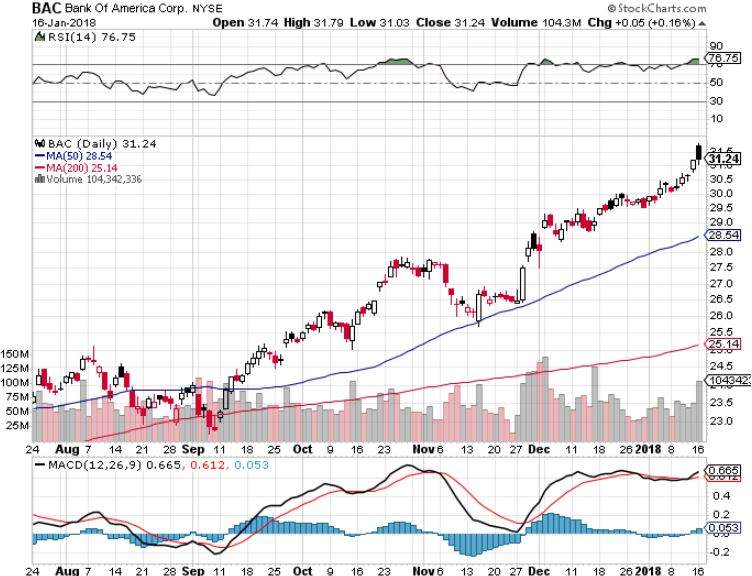 BAC Bank Of America Corp. NYSE © StockCharts.com
16-Jan-2018 Open 31.74 High 31.79 Low 31.03 Close 31.24 Volume 104.3M Chg +0.05 (+0.16%)
RSI(14) 76.75
90
76.75
70
50
30
10
BAC (Daily) 31.24
MA(50) 28.54
MA(200) 25.14
Volume 104,342,336
31.5
31.24
30.5
30.0
29.5
29.0
28.54
28.0
27.5
27.0
26.5
26.0
25.5
25.14
24.5
24.0
23.5
23.0
150M
125M
100M
75M
50M
25M
1043423
24 Aug 7 14 21 28 Sep 11 18 25 Oct 9 16 23 Nov 6 13 20 27 Dec 11 18 26 2018 8 16
MACD(12,26,9) 0.665, 0.612, 0.053
0.665
0.612
0.4
0.2
0.053
0.0
-0.2
24 Aug 7 14 21 28 Sep 11 18 25 Oct 9 16 23 Nov 6 13 20 27 Dec 11 18 26 2018 8 16